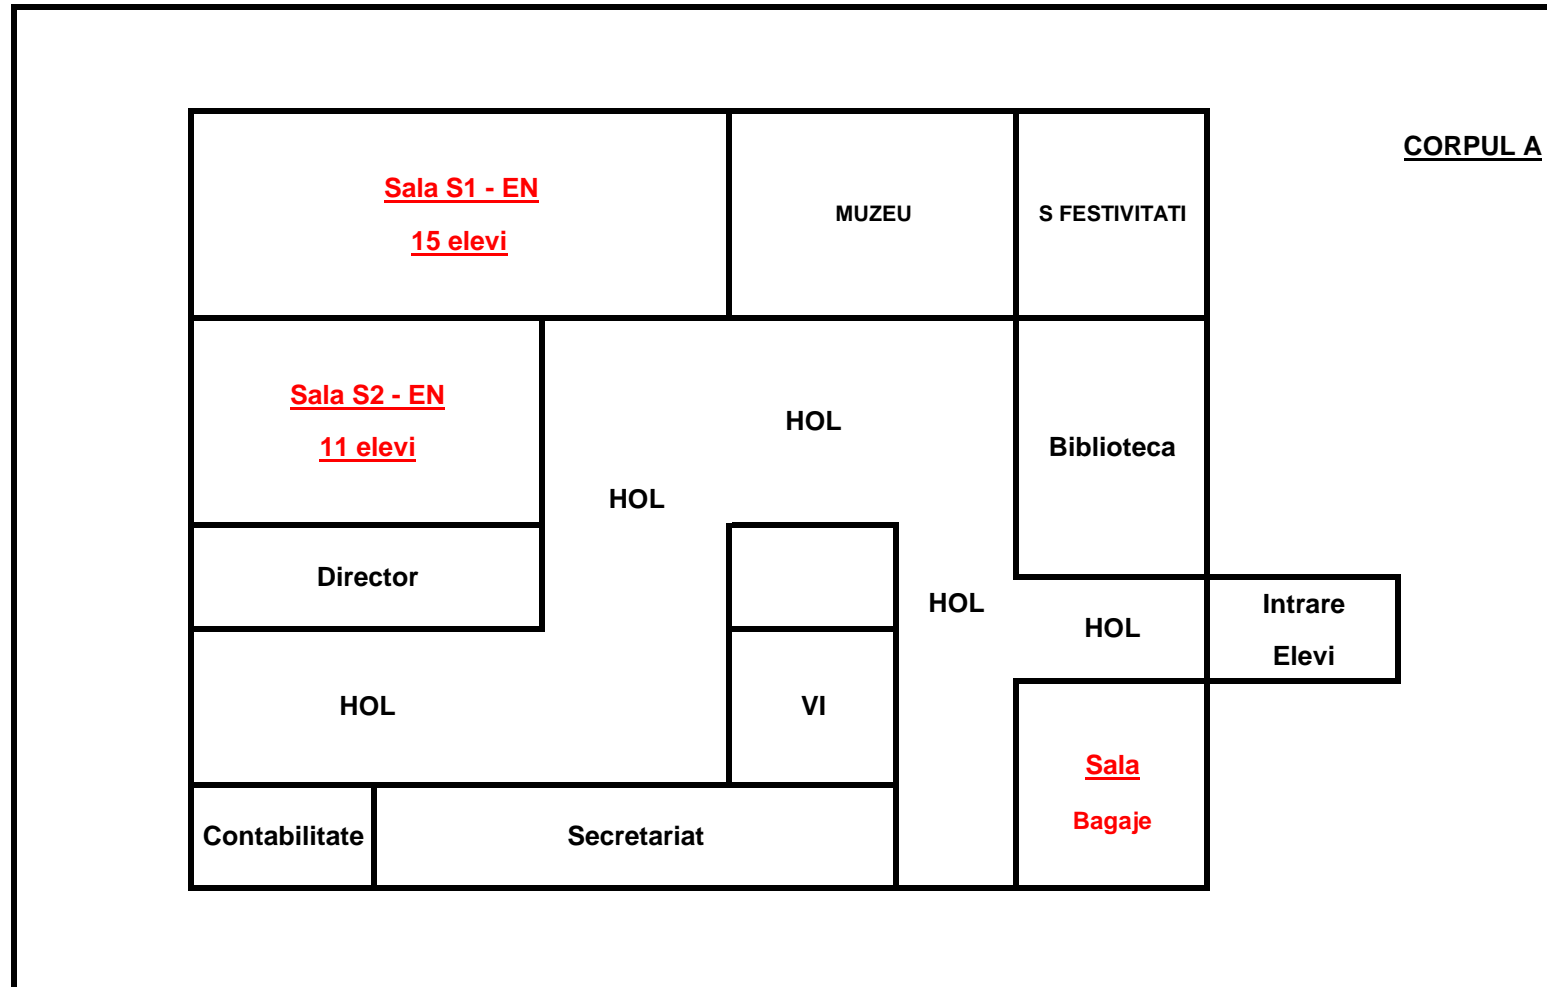 CORPUL A
Sala S1 - EN
15 elevi
MUZEU
S FESTIVITATI
Sala S2 - EN
11 elevi
HOL
Biblioteca
HOL
Director
HOL
HOL
Intrare
Elevi
HOL
VI
Sala
Bagaje
Contabilitate
Secretariat